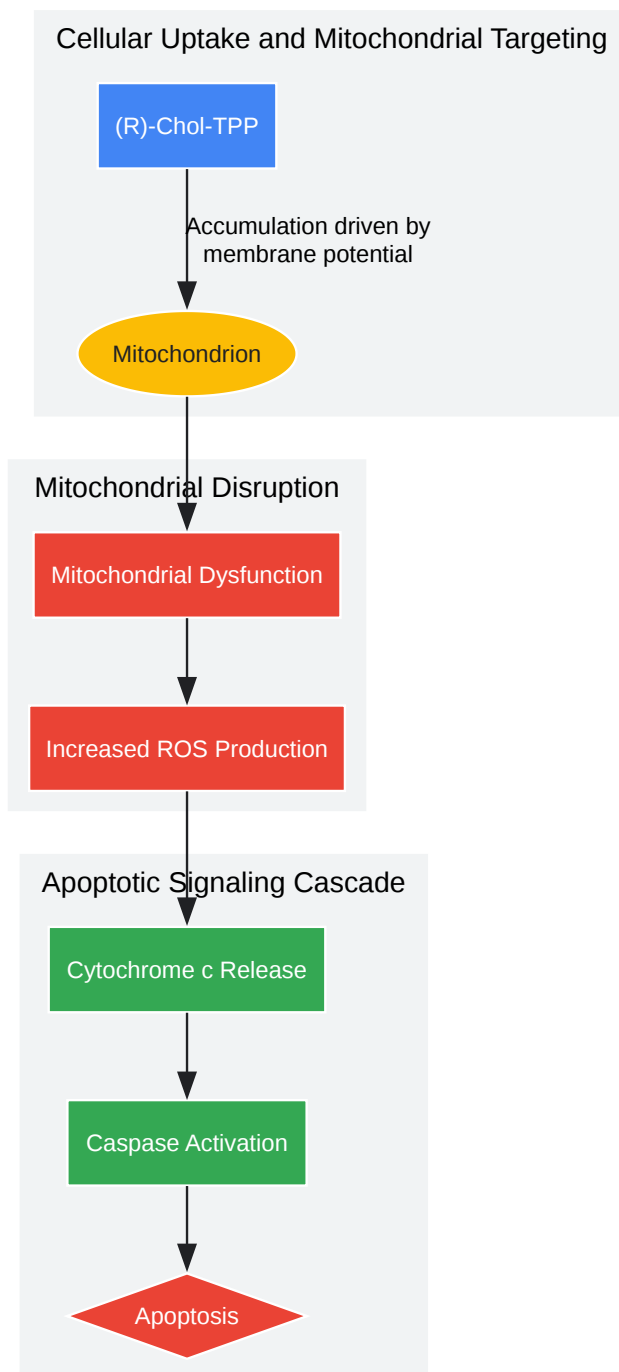 Cellular Uptake and Mitochondrial Targeting
(R)-Chol-TPP
Accumulation driven by
membrane potential
Mitochondrion
Mitochondrial Disruption
Mitochondrial Dysfunction
Increased ROS Production
Apoptotic Signaling Cascade
Cytochrome c Release
Caspase Activation
Apoptosis